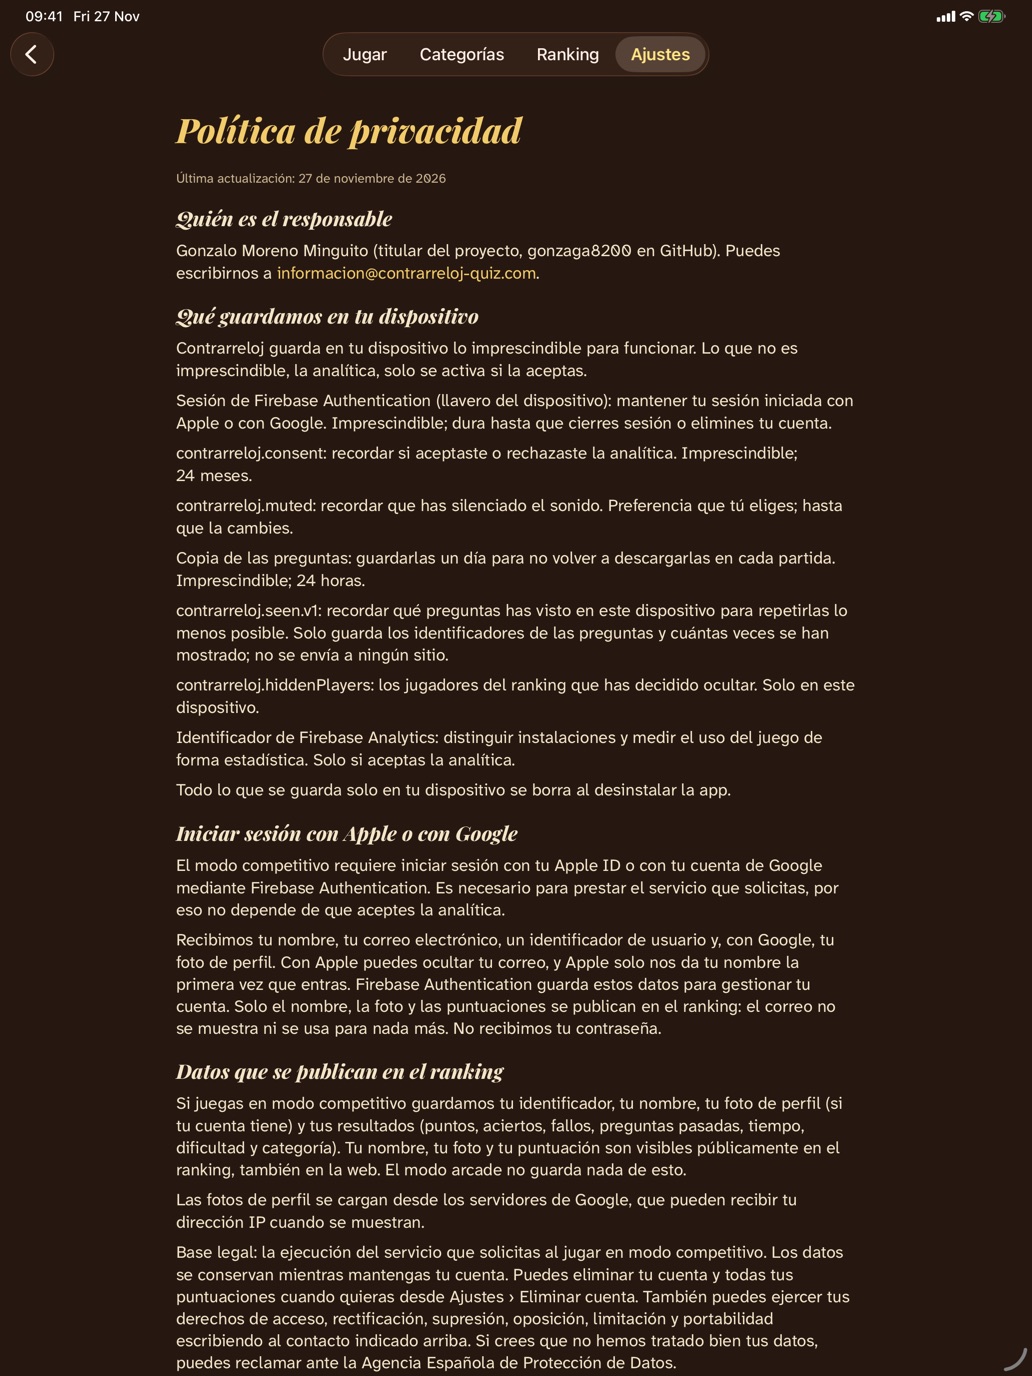 09:41 Fri 27 Nov
Jugar Categorías Ranking Ajustes
Política de privacidad
Última actualización: 27 de noviembre de 2026
Quién es el responsable
Gonzalo Moreno Minguito (titular del proyecto, gonzaga8200 en GitHub). Puedes
escribirnos a informacion@contrarreloj-quiz.com.
Qué guardamos en tu dispositivo
Contrarreloj guarda en tu dispositivo lo imprescindible para funcionar. Lo que no es
imprescindible, la analítica, solo se activa si la aceptas.
Sesión de Firebase Authentication (llavero del dispositivo): mantener tu sesión iniciada con
Apple o con Google. Imprescindible; dura hasta que cierres sesión o elimines tu cuenta.
contrarreloj.consent: recordar si aceptaste o rechazaste la analítica. Imprescindible;
24 meses.
contrarreloj.muted: recordar que has silenciado el sonido. Preferencia que tú eliges; hasta
que la cambies.
Copia de las preguntas: guardarlas un día para no volver a descargarlas en cada partida.
Imprescindible; 24 horas.
contrarreloj.seen.v1: recordar qué preguntas has visto en este dispositivo para repetirlas lo
menos posible. Solo guarda los identificadores de las preguntas y cuántas veces se han
mostrado; no se envía a ningún sitio.
contrarreloj.hiddenPlayers: los jugadores del ranking que has decidido ocultar. Solo en este
dispositivo.
Identificador de Firebase Analytics: distinguir instalaciones y medir el uso del juego de
forma estadística. Solo si aceptas la analítica.
Todo lo que se guarda solo en tu dispositivo se borra al desinstalar la app.
Iniciar sesión con Apple o con Google
El modo competitivo requiere iniciar sesión con tu Apple ID o con tu cuenta de Google
mediante Firebase Authentication. Es necesario para prestar el servicio que solicitas, por
eso no depende de que aceptes la analítica.
Recibimos tu nombre, tu correo electrónico, un identificador de usuario y, con Google, tu
foto de perfil. Con Apple puedes ocultar tu correo, y Apple solo nos da tu nombre la
primera vez que entras. Firebase Authentication guarda estos datos para gestionar tu
cuenta. Solo el nombre, la foto y las puntuaciones se publican en el ranking: el correo no
se muestra ni se usa para nada más. No recibimos tu contraseña.
Datos que se publican en el ranking
Si juegas en modo competitivo guardamos tu identificador, tu nombre, tu foto de perfil (si
tu cuenta tiene) y tus resultados (puntos, aciertos, fallos, preguntas pasadas, tiempo,
dificultad y categoría). Tu nombre, tu foto y tu puntuación son visibles públicamente en el
ranking, también en la web. El modo arcade no guarda nada de esto.
Las fotos de perfil se cargan desde los servidores de Google, que pueden recibir tu
dirección IP cuando se muestran.
Base legal: la ejecución del servicio que solicitas al jugar en modo competitivo. Los datos
se conservan mientras mantengas tu cuenta. Puedes eliminar tu cuenta y todas tus
puntuaciones cuando quieras desde Ajustes › Eliminar cuenta. También puedes ejercer tus
derechos de acceso, rectificación, supresión, oposición, limitación y portabilidad
escribiendo al contacto indicado arriba. Si crees que no hemos tratado bien tus datos,
puedes reclamar ante la Agencia Española de Protección de Datos.